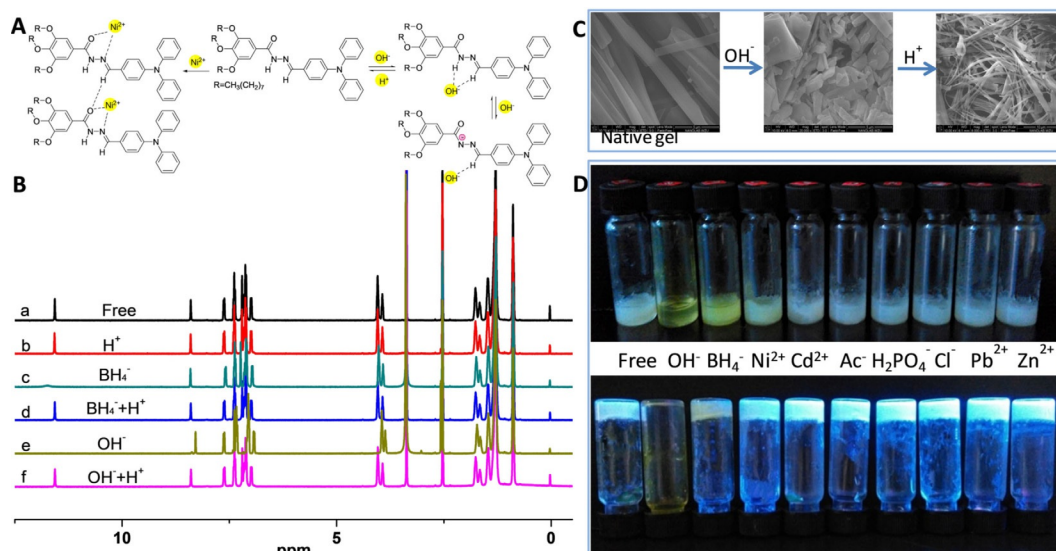 A
R-O
O
Ni²⁺
R-O
R-O
N-N
H
H
N
O
Ni²⁺
R-O
R-O
R-O
N-N
H
H
N
Ni²⁺
R-O
O
R-O
R-O
N-N
H
H
N
R=CH₃(CH₂)₇
OH⁻
H⁺
R-O
O
R-O
R-O
N-N
H
H
N
OH⁻
OH⁻
R-O
O
R-O
R-O
N-N
H
N
OH⁻
B
a Free
b H⁺
c BH₄⁻
d BH₄⁻+H⁺
e OH⁻
f OH⁻+H⁺
10 5 0
ppm
C
OH⁻ H⁺
Native gel
D
Free OH⁻ BH₄⁻ Ni²⁺ Cd²⁺ Ac⁻ H₂PO₄⁻ Cl⁻ Pb²⁺ Zn²⁺